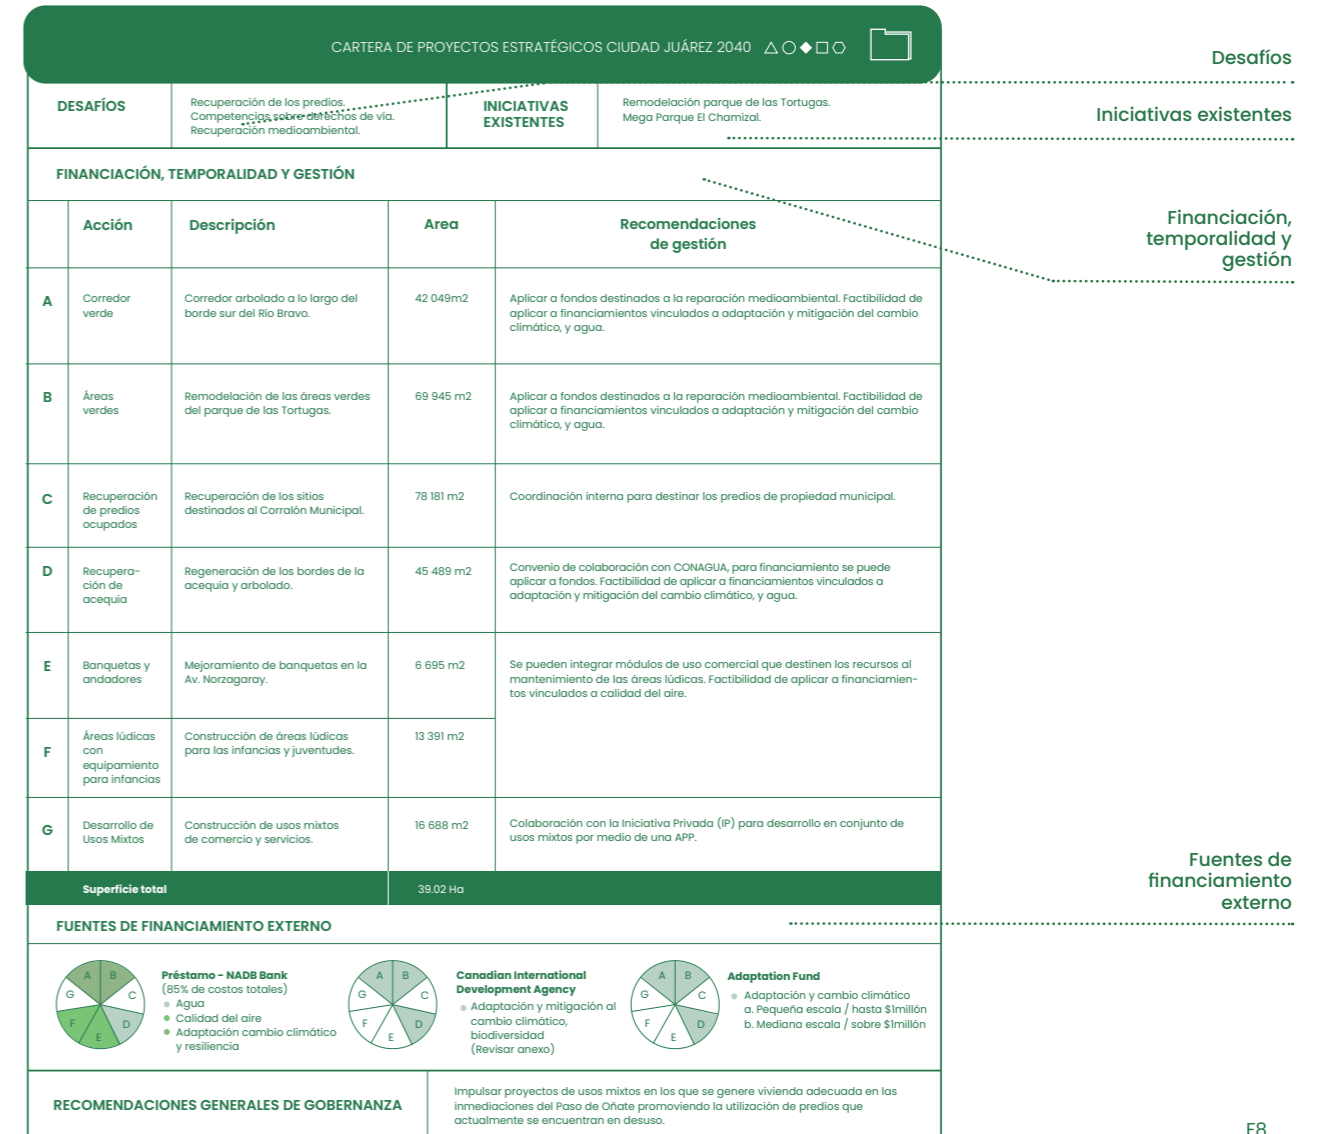 CARTERA DE PROYECTOS ESTRATÉGICOS CIUDAD JUÁREZ 2040
Desafíos
Iniciativas existentes
DESAFÍOS
Recuperación de los predios.
Competencias sobre derechos de vía.
Recuperación medioambiental.
INICIATIVAS
EXISTENTES
Remodelación parque de las Tortugas.
Mega Parque El Chamizal.
FINANCIACIÓN, TEMPORALIDAD Y GESTIÓN
Financiación,
temporalidad y
gestión
Acción
Descripción
Area
Recomendaciones
de gestión
A
Corredor
verde
Corredor arbolado a lo largo del
borde sur del Río Bravo.
42 049m2
Aplicar a fondos destinados a la reparación medioambiental. Factibilidad de
aplicar a financiamientos vinculados a adaptación y mitigación del cambio
climático, y agua.
B
Áreas
verdes
Remodelación de las áreas verdes
del parque de las Tortugas.
69 945 m2
Aplicar a fondos destinados a la reparación medioambiental. Factibilidad de
aplicar a financiamientos vinculados a adaptación y mitigación del cambio
climático, y agua.
C
Recuperación
de predios
ocupados
Recuperación de los sitios
destinados al Corralón Municipal.
78 181 m2
Coordinación interna para destinar los predios de propiedad municipal.
D
Recupera-
ción de
acequia
Regeneración de los bordes de la
acequia y arbolado.
45 489 m2
Convenio de colaboración con CONAGUA, para financiamiento se puede
aplicar a fondos. Factibilidad de aplicar a financiamientos vinculados a
adaptación y mitigación del cambio climático, y agua.
E
Banquetas y
andadores
Mejoramiento de banquetas en la
Av. Norzagaray.
6 695 m2
Se pueden integrar módulos de uso comercial que destinen los recursos al
mantenimiento de las áreas lúdicas. Factibilidad de aplicar a financiamien-
tos vinculados a calidad del aire.
F
Áreas lúdicas
con
equipamiento
para infancias
Construcción de áreas lúdicas
para las infancias y juventudes.
13 391 m2
G
Desarrollo de
Usos Mixtos
Construcción de usos mixtos
de comercio y servicios.
16 688 m2
Colaboración con la Iniciativa Privada (IP) para desarrollo en conjunto de
usos mixtos por medio de una APP.
Superficie total
39.02 Ha
Fuentes de
financiamiento
externo
FUENTES DE FINANCIAMIENTO EXTERNO
A B C D E F G
Préstamo - NADB Bank
(85% de costos totales)
Agua
Calidad del aire
Adaptación cambio climático
y resiliencia
A B C D E F G
Canadian International
Development Agency
Adaptación y mitigación al
cambio climático,
biodiversidad
(Revisar anexo)
A B C D E F G
Adaptation Fund
Adaptación y cambio climático
a. Pequeña escala / hasta $1millón
b. Mediana escala / sobre $1millón
RECOMENDACIONES GENERALES DE GOBERNANZA
Impulsar proyectos de usos mixtos en los que se genere vivienda adecuada en las
inmediaciones del Paso de Oñate promoviendo la utilización de predios que
actualmente se encuentran en desuso.
F8